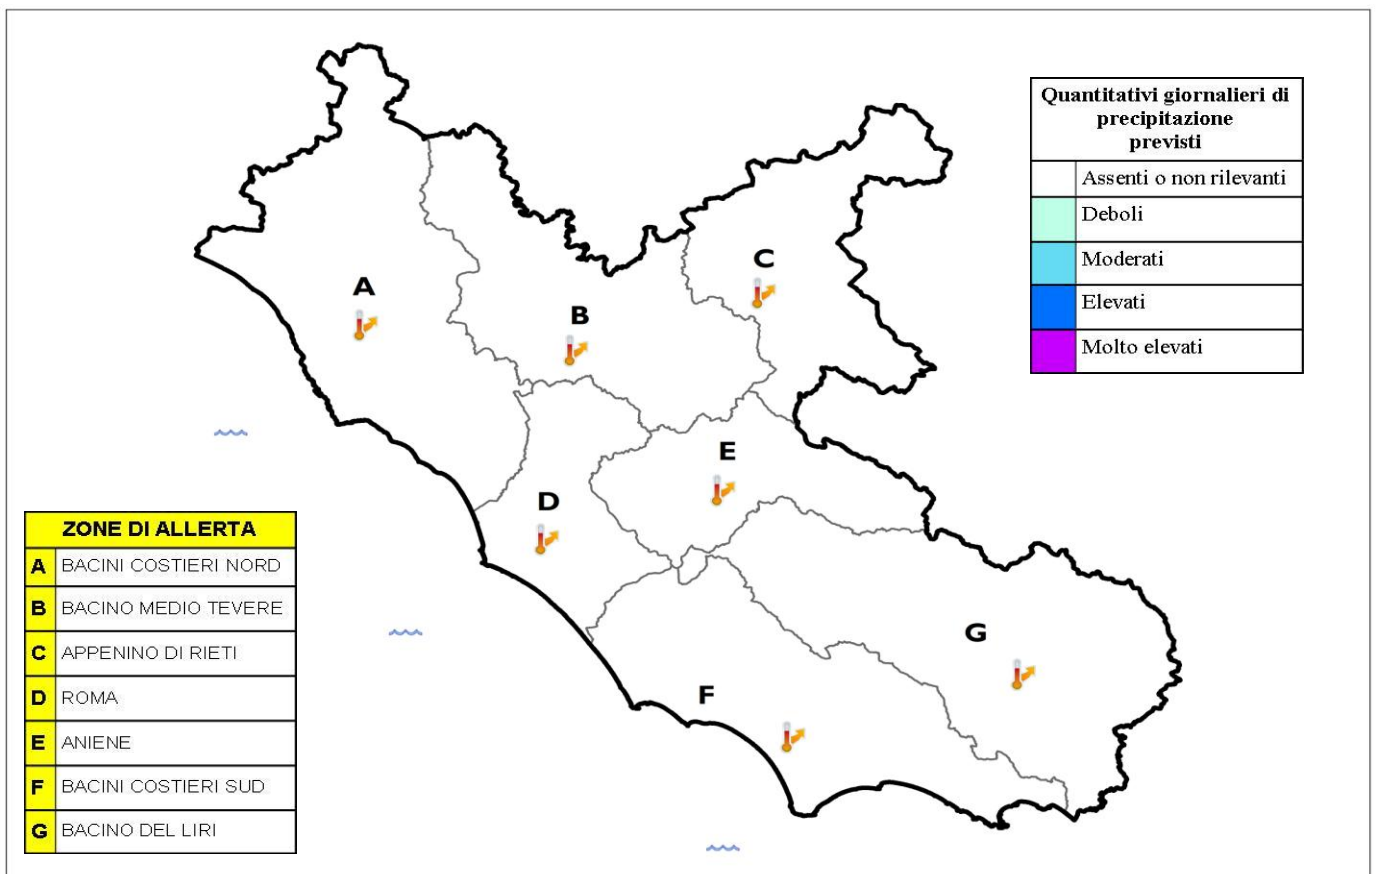 Quantitativi giornalieri di
precipitazione
previsti
Assenti o non rilevanti
Deboli
Moderati
Elevati
Molto elevati
C
A
B
E
D
G
F
ZONE DI ALLERTA
A BACINI COSTIERI NORD
B BACINO MEDIO TEVERE
C APPENINO DI RIETI
D ROMA
E ANIENE
F BACINI COSTIERI SUD
G BACINO DEL LIRI